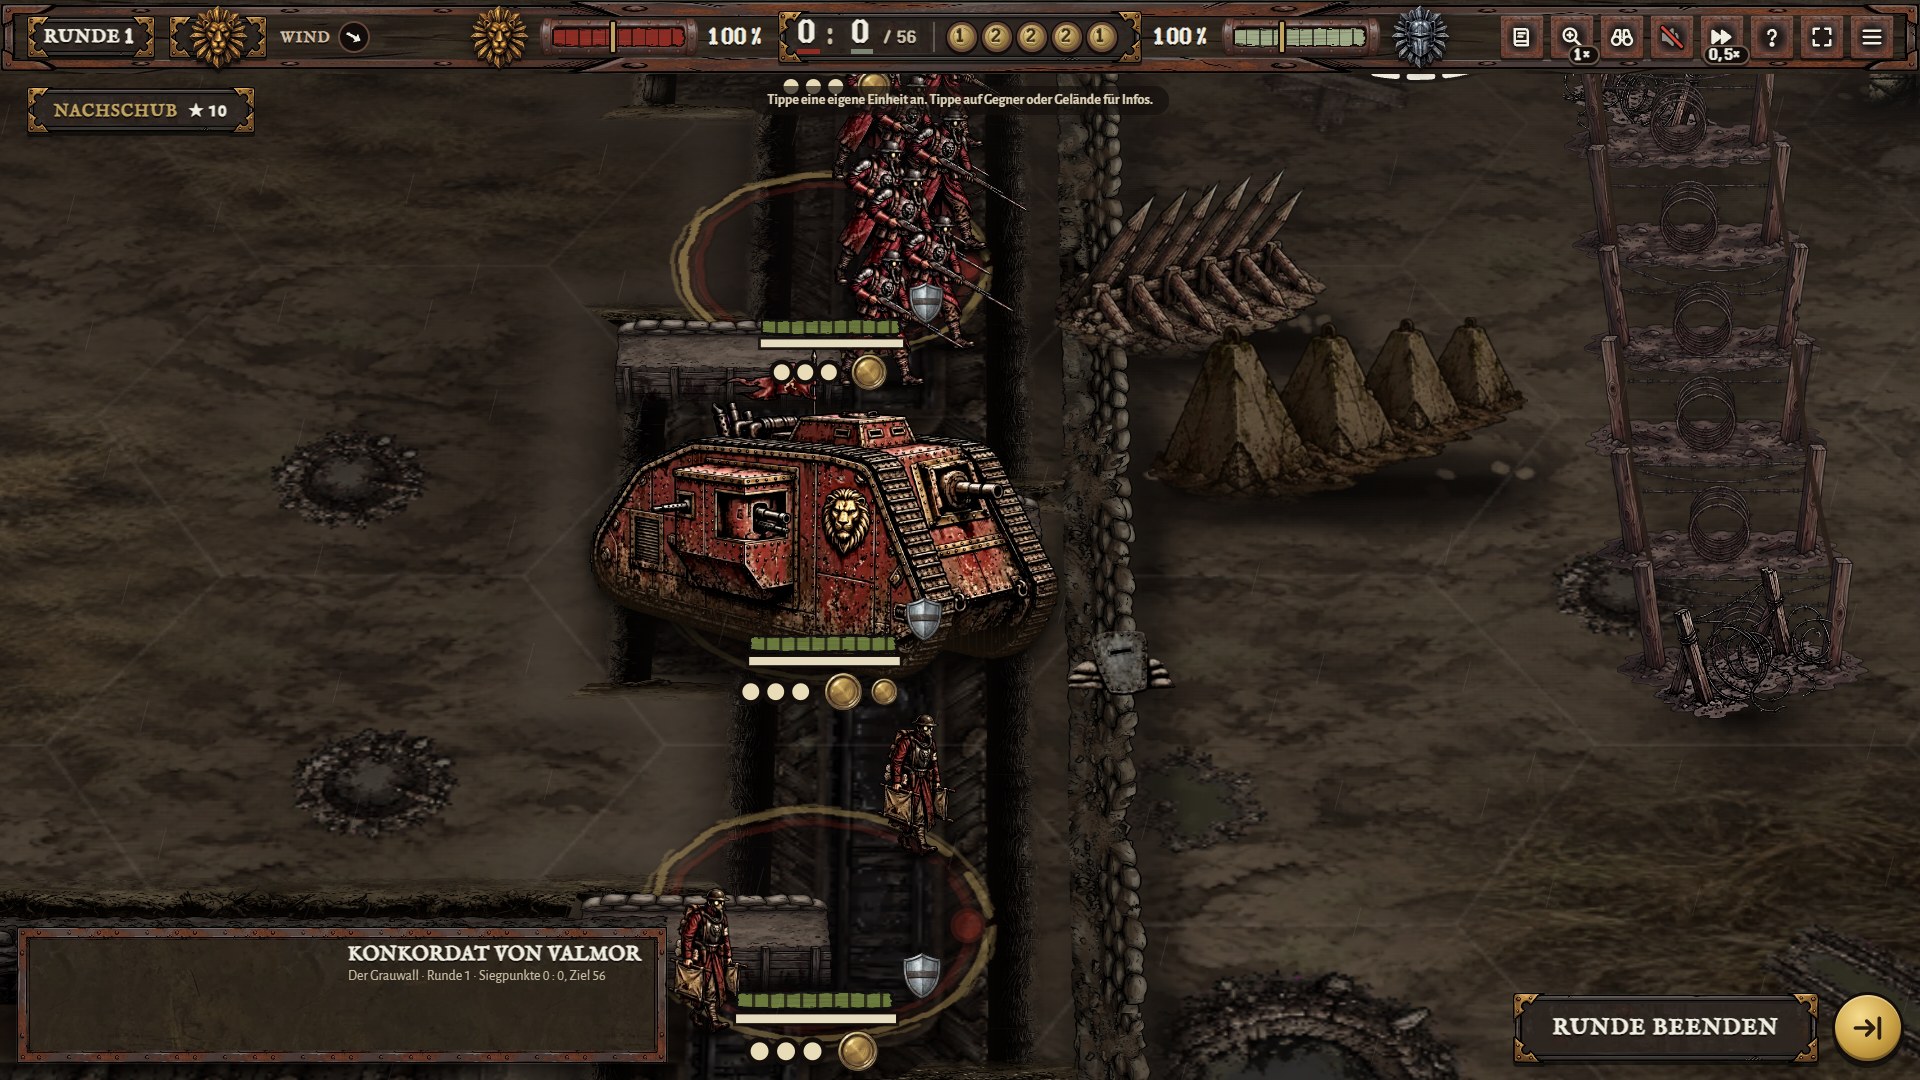 RUNDE 1
WIND
100%
0 : 0 / 56
1 2 2 2 1
100%
1×
0,5×
?
NACHSCHUB ★ 10
Tippe eine eigene Einheit an. Tippe auf Gegner oder Gelände für Infos.
KONKORDAT VON VALMOR
Der Grauwall · Runde 1 · Siegpunkte 0 : 0, Ziel 56
RUNDE BEENDEN